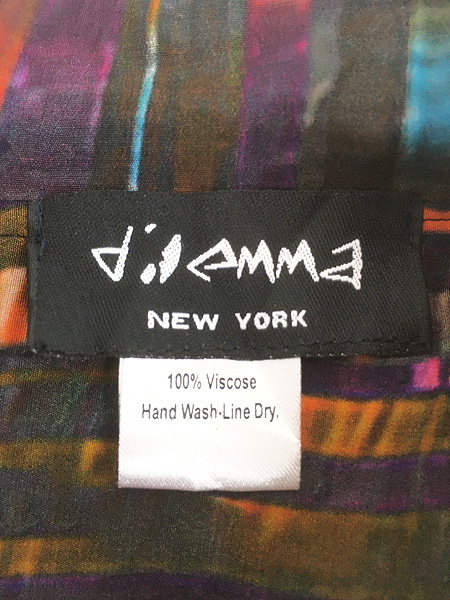 dilemma
NEW YORK
100% Viscose
Hand Wash-Line Dry.